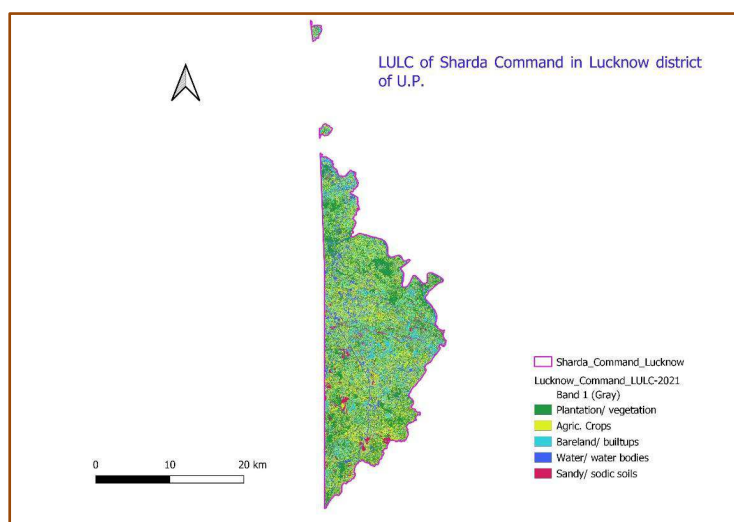 LULC of Sharda Command in Lucknow district
of U.P.
Sharda_Command_Lucknow
Lucknow_Command_LULC-2021
Band 1 (Gray)
Plantation/ vegetation
Agric. Crops
Bareland/ builtups
Water/ water bodies
Sandy/ sodic soils
0 10 20 km